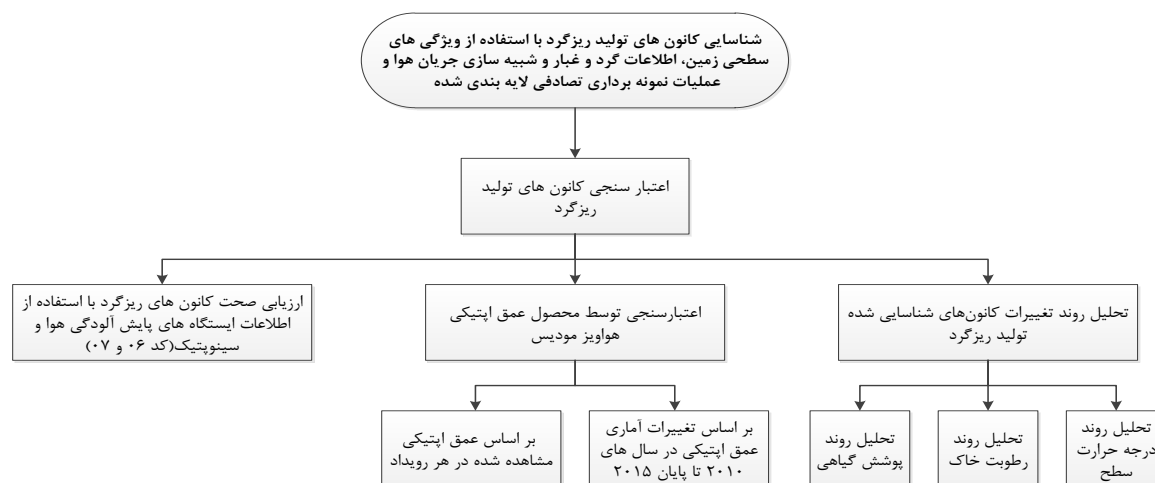 شناسایی کانون های تولید ریزگرد با استفاده از ویژگی های
سطحی زمین، اطلاعات گرد و غبار و شبیه سازی جریان هوا و
عملیات نمونه برداری تصادفی لایه بندی شده
اعتبار سنجی کانون های تولید
ریزگرد
تحلیل روند تغییرات کانون‌های شناسایی شده
تولید ریزگرد
اعتبارسنجی توسط محصول عمق اپتیکی
هواویز مودیس
ارزیابی صحت کانون های ریزگرد با استفاده از
اطلاعات ایستگاه های پایش آلودگی هوا و
سینوپتیک(کد ۰۶ و ۰۷)
تحلیل روند
درجه حرارت
سطح
تحلیل روند
رطوبت خاک
تحلیل روند
پوشش گیاهی
بر اساس تغییرات آماری
عمق اپتیکی در سال های
۲۰۱۰ تا پایان ۲۰۱۵
بر اساس عمق اپتیکی
مشاهده شده در هر رویداد